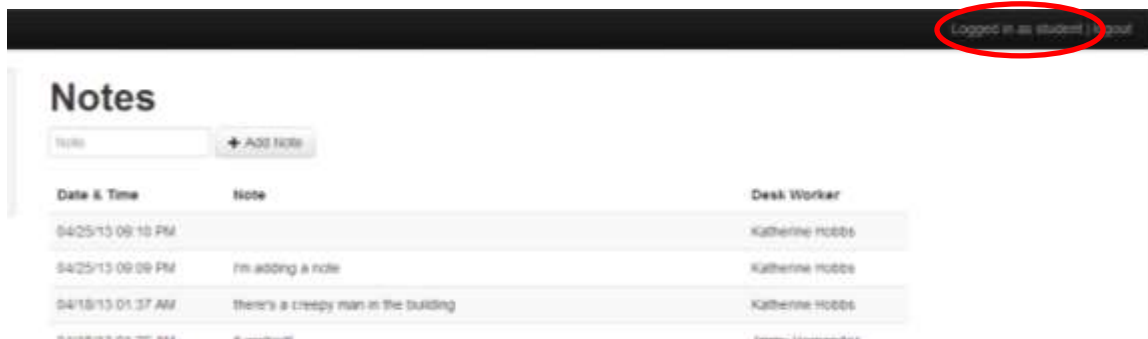 Logged in as student | logout
Notes
Note
+ Add Note
Date & Time Note Desk Worker
04/25/13 09:10 PM Katherine Hobbs
04/25/13 09:09 PM I'm adding a note Katherine Hobbs
04/18/13 01:37 AM there's a creepy man in the building Katherine Hobbs